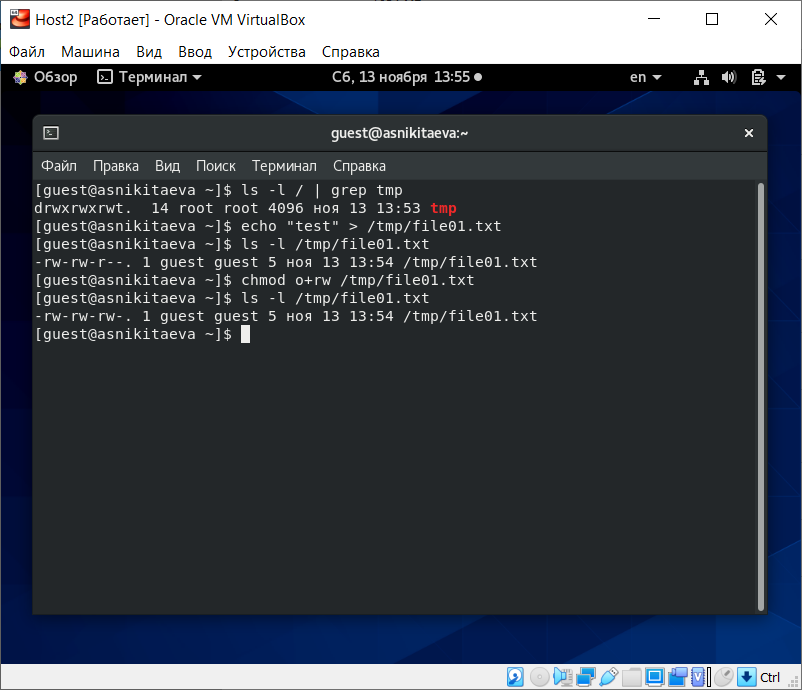 Host2 [Работает] - Oracle VM VirtualBox
Файл Машина Вид Ввод Устройства Справка
Обзор Терминал Сб, 13 ноября 13:55 en
guest@asnikitaeva:~
Файл Правка Вид Поиск Терминал Справка
[guest@asnikitaeva ~]$ ls -l / | grep tmp
drwxrwxrwt.  14 root root 4096 ноя 13 13:53 tmp
[guest@asnikitaeva ~]$ echo "test" > /tmp/file01.txt
[guest@asnikitaeva ~]$ ls -l /tmp/file01.txt
-rw-rw-r--. 1 guest guest 5 ноя 13 13:54 /tmp/file01.txt
[guest@asnikitaeva ~]$ chmod o+rw /tmp/file01.txt
[guest@asnikitaeva ~]$ ls -l /tmp/file01.txt
-rw-rw-rw-. 1 guest guest 5 ноя 13 13:54 /tmp/file01.txt
[guest@asnikitaeva ~]$
Ctrl